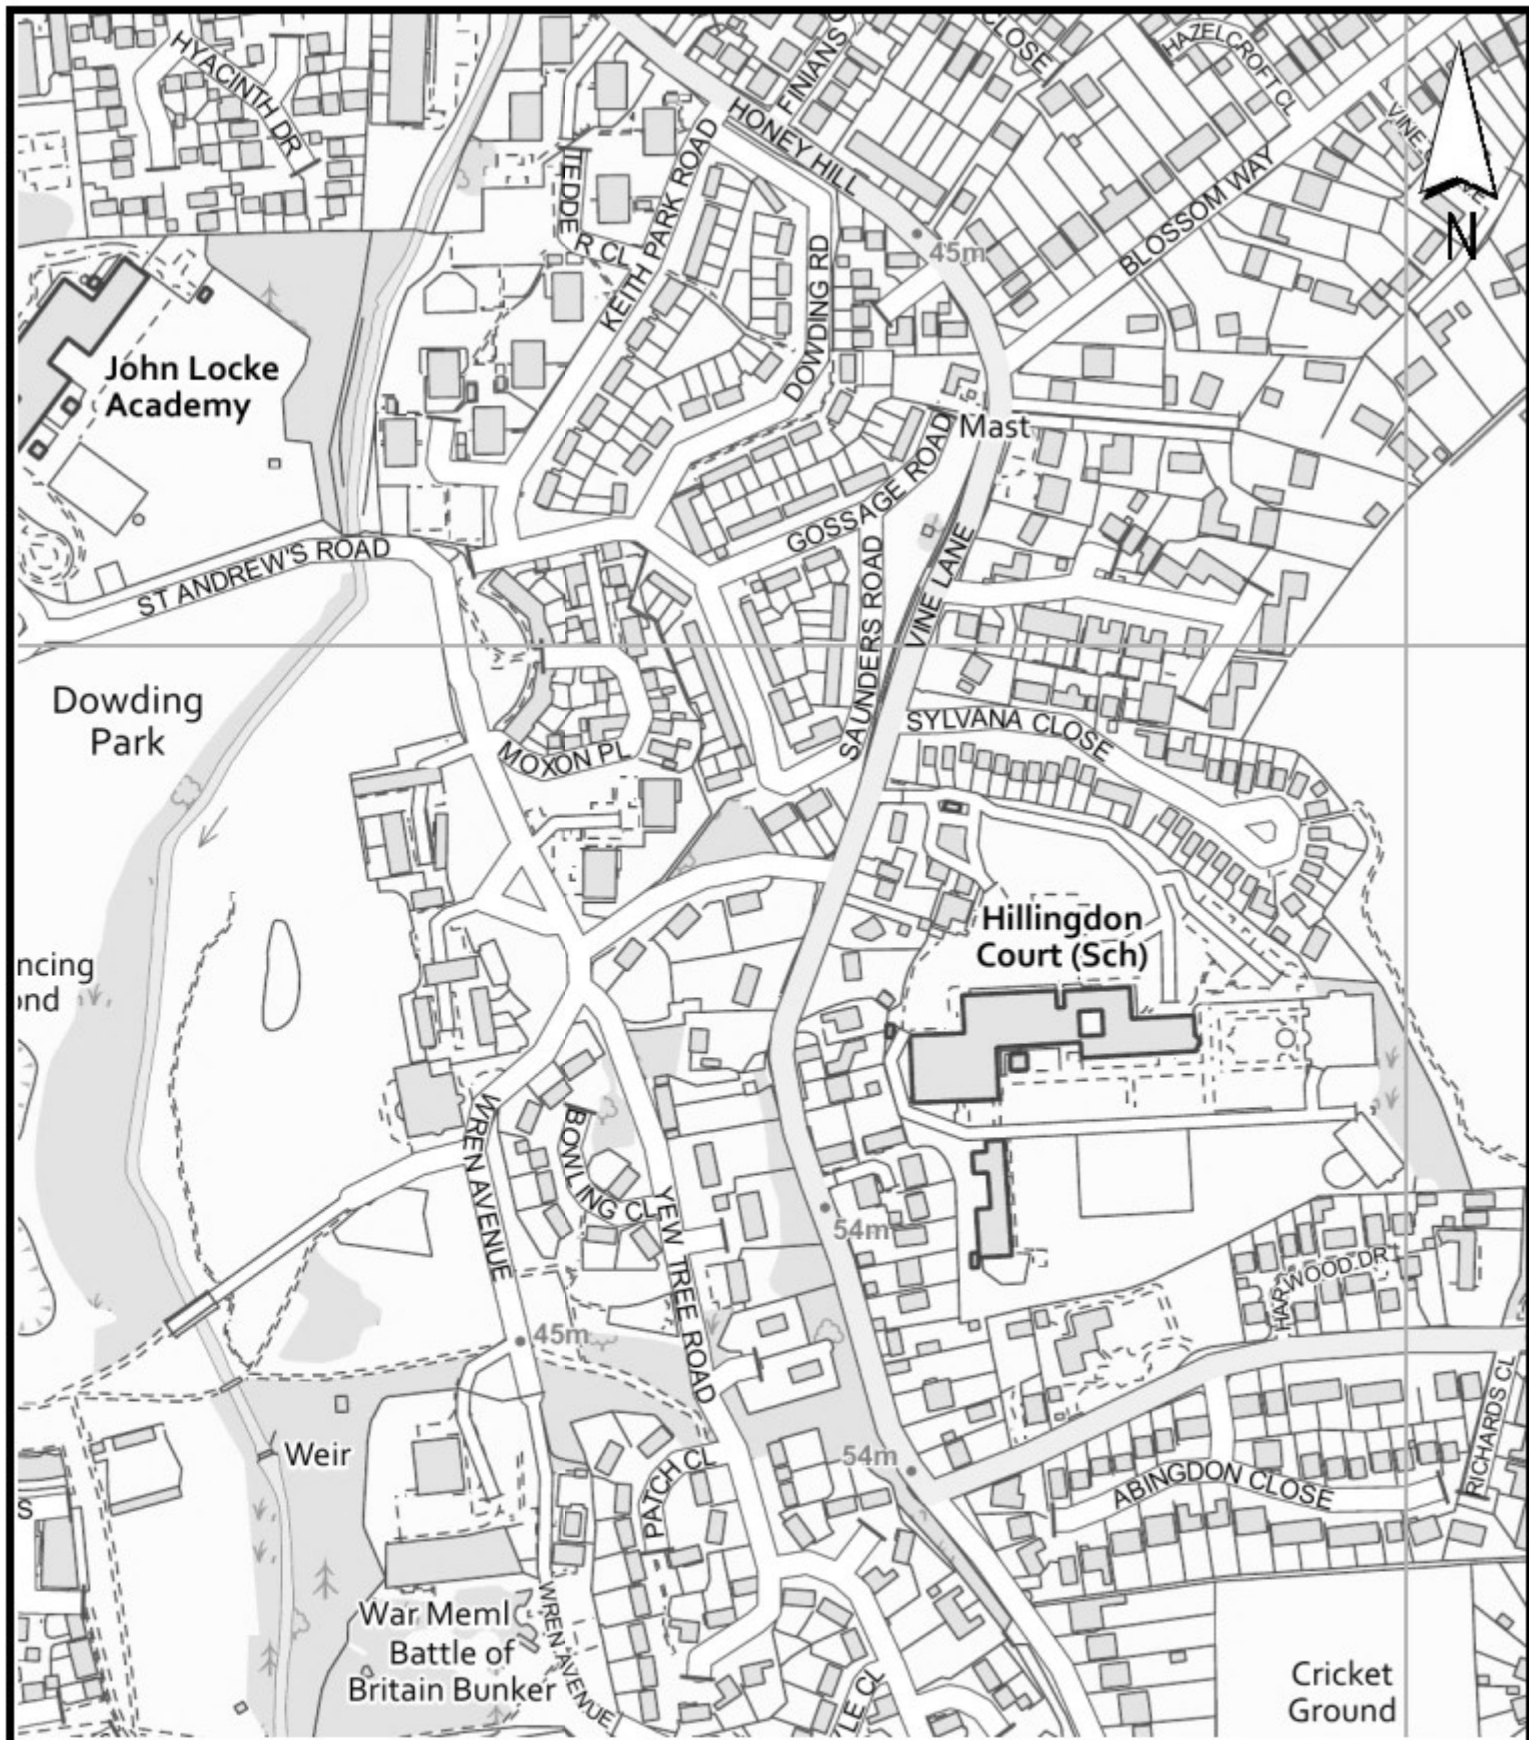 HYACINTH DR
FINIANS
CLOSE
HAZELCROFT CL
VINE
HONEY HILL
TEDDE
R CL
KEITH PARK ROAD
DOWDING RD
45m
BLOSSOM WAY
N
John Locke
Academy
Mast
GOSSAGE ROAD
ST ANDREW'S ROAD
SAUNDERS ROAD
VINE LANE
Dowding
Park
MOXON PL
SYLVANA CLOSE
Hillingdon
Court (Sch)
ncing
ond
WREN AVENUE
BOWLING CL
YEW TREE ROAD
54m
HARWOOD DR
45m
RICHARDS CL
Weir
54m
PATCH CL
ABINGDON CLOSE
S
War Meml
Battle of
Britain Bunker
WREN AVENUE
YLE CL
Cricket
Ground